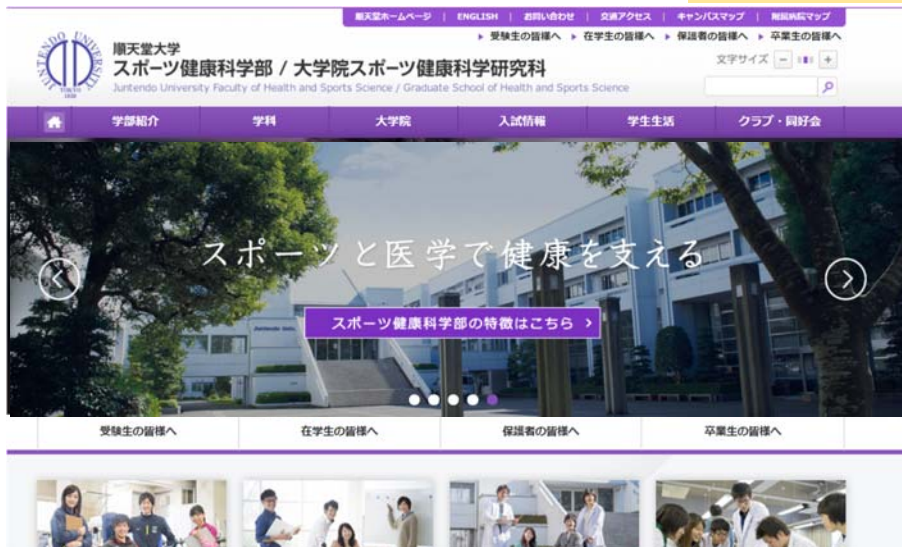 順天堂ホームページ | ENGLISH | お問い合わせ | 交通アクセス | キャンパスマップ | 附属病院マップ
受験生の皆様へ 在学生の皆様へ 保護者の皆様へ 卒業生の皆様へ
JUNTENDO UNIVERSITY
TOKYO
1838
順天堂大学
スポーツ健康科学部 / 大学院スポーツ健康科学研究科
Juntendo University Faculty of Health and Sports Science / Graduate School of Health and Sports Science
文字サイズ
学部紹介 学科 大学院 入試情報 学生生活 クラブ・同好会
スポーツと医学で健康を支える
Juntendo Univ.
スポーツ健康科学部の特徴はこちら
受験生の皆様へ 在学生の皆様へ 保護者の皆様へ 卒業生の皆様へ